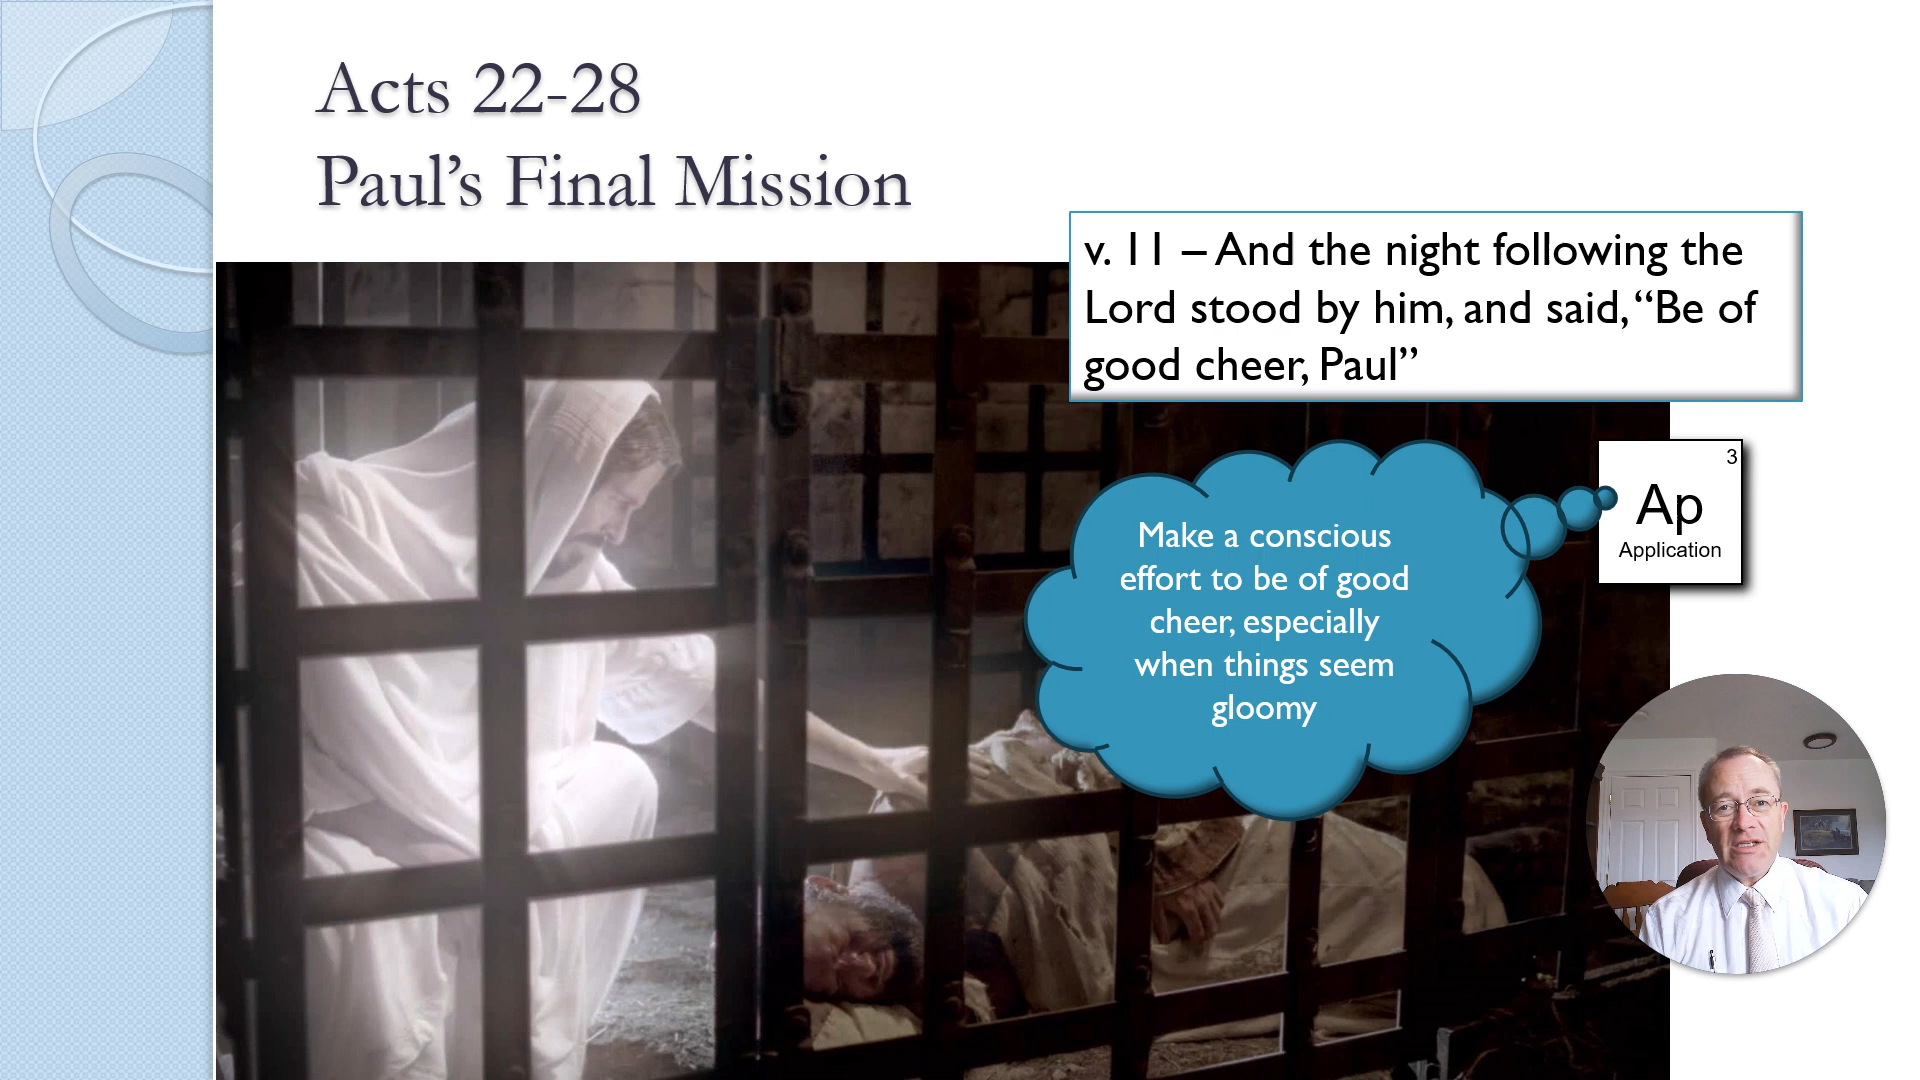 Acts 22-28
Paul’s Final Mission
v. 11 – And the night following the
Lord stood by him, and said, “Be of
good cheer, Paul”
Make a conscious
effort to be of good
cheer, especially
when things seem
gloomy
3
Ap
Application